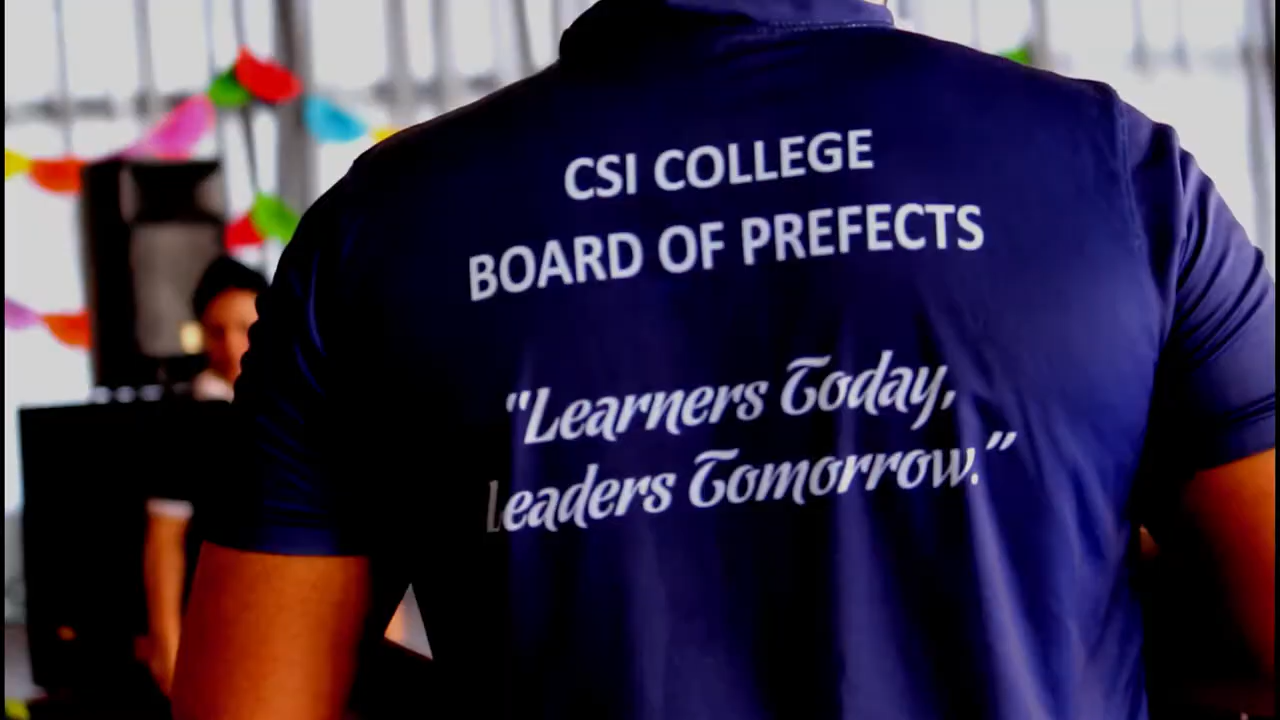 CSI COLLEGE
BOARD OF PREFECTS
"Learners Today,
Leaders Tomorrow."